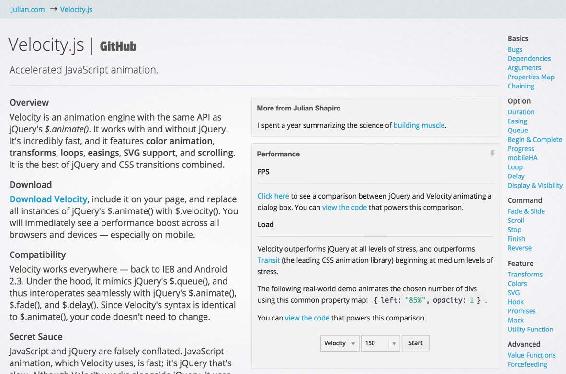 Julian.com → Velocity.js
Velocity.js | GitHub
Accelerated JavaScript animation.
Overview
Velocity is an animation engine with the same API as
jQuery's $.animate(). It works with and without jQuery.
It's incredibly fast, and it features color animation,
transforms, loops, easings, SVG support, and scrolling.
It is the best of jQuery and CSS transitions combined.
Download
Download Velocity, include it on your page, and replace
all instances of jQuery's $.animate() with $.velocity(). You
will immediately see a performance boost across all
browsers and devices — especially on mobile.
Compatibility
Velocity works everywhere — back to IE8 and Android
2.3. Under the hood, it mimics jQuery's $.queue(), and
thus interoperates seamlessly with jQuery's $.animate(),
$.fade(), and $.delay(). Since Velocity's syntax is identical
to $.animate(), your code doesn't need to change.
Secret Sauce
JavaScript and jQuery are falsely conflated. JavaScript
animation, which Velocity uses, is fast; it's jQuery that's
slow. Although Velocity works alongside jQuery, it uses
More from Julian Shapiro
I spent a year summarizing the science of building muscle.
Performance
FPS
Click here to see a comparison between jQuery and Velocity animating a
dialog box. You can view the code that powers this comparison.
Load
Velocity outperforms jQuery at all levels of stress, and outperforms
Transit (the leading CSS animation library) beginning at medium levels of
stress.
The following real-world demo animates the chosen number of divs
using this common property map: { left: "85%", opacity: 1 } .
You can view the code that powers this comparison.
Velocity 150 Start
Basics
Bugs
Dependencies
Arguments
Properties Map
Chaining
Option
Duration
Easing
Queue
Begin & Complete
Progress
mobileHA
Loop
Delay
Display & Visibility
Command
Fade & Slide
Scroll
Stop
Finish
Reverse
Feature
Transforms
Colors
SVG
Hook
Promises
Mock
Utility Function
Advanced
Value Functions
Forcefeeding